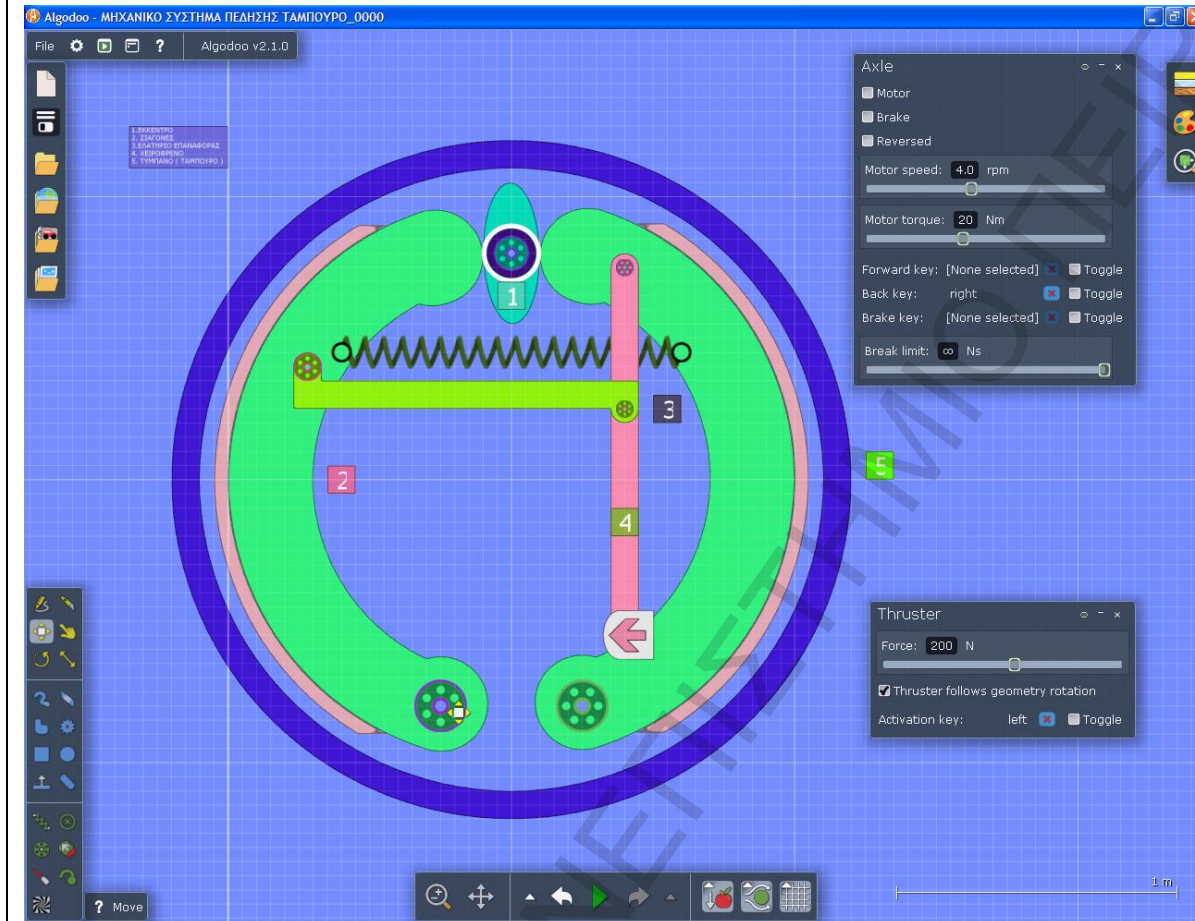 Algodoo - ΜΗΧΑΝΙΚΟ ΣΥΣΤΗΜΑ ΠΕΔΗΣΗΣ ΤΑΜΠΟΥΡΟ_0000
File ? Algodoo v2.1.0
1.ΕΚΚΕΝΤΡΟ
2. ΣΙΑΓΟΝΕΣ
3.ΕΛΑΤΗΡΙΟ ΕΠΑΝΑΦΟΡΑΣ
4. ΧΕΙΡΟΦΡΕΝΟ
5. ΤΥΜΠΑΝΟ ( ΤΑΜΠΟΥΡΟ )
1
2
3
4
5
Axle
Motor
Brake
Reversed
Motor speed: 4.0 rpm
Motor torque: 20 Nm
Forward key: [None selected] Toggle
Back key: right Toggle
Brake key: [None selected] Toggle
Break limit: ∞ Ns
Thruster
Force: 200 N
Thruster follows geometry rotation
Activation key: left Toggle
? Move
1 m